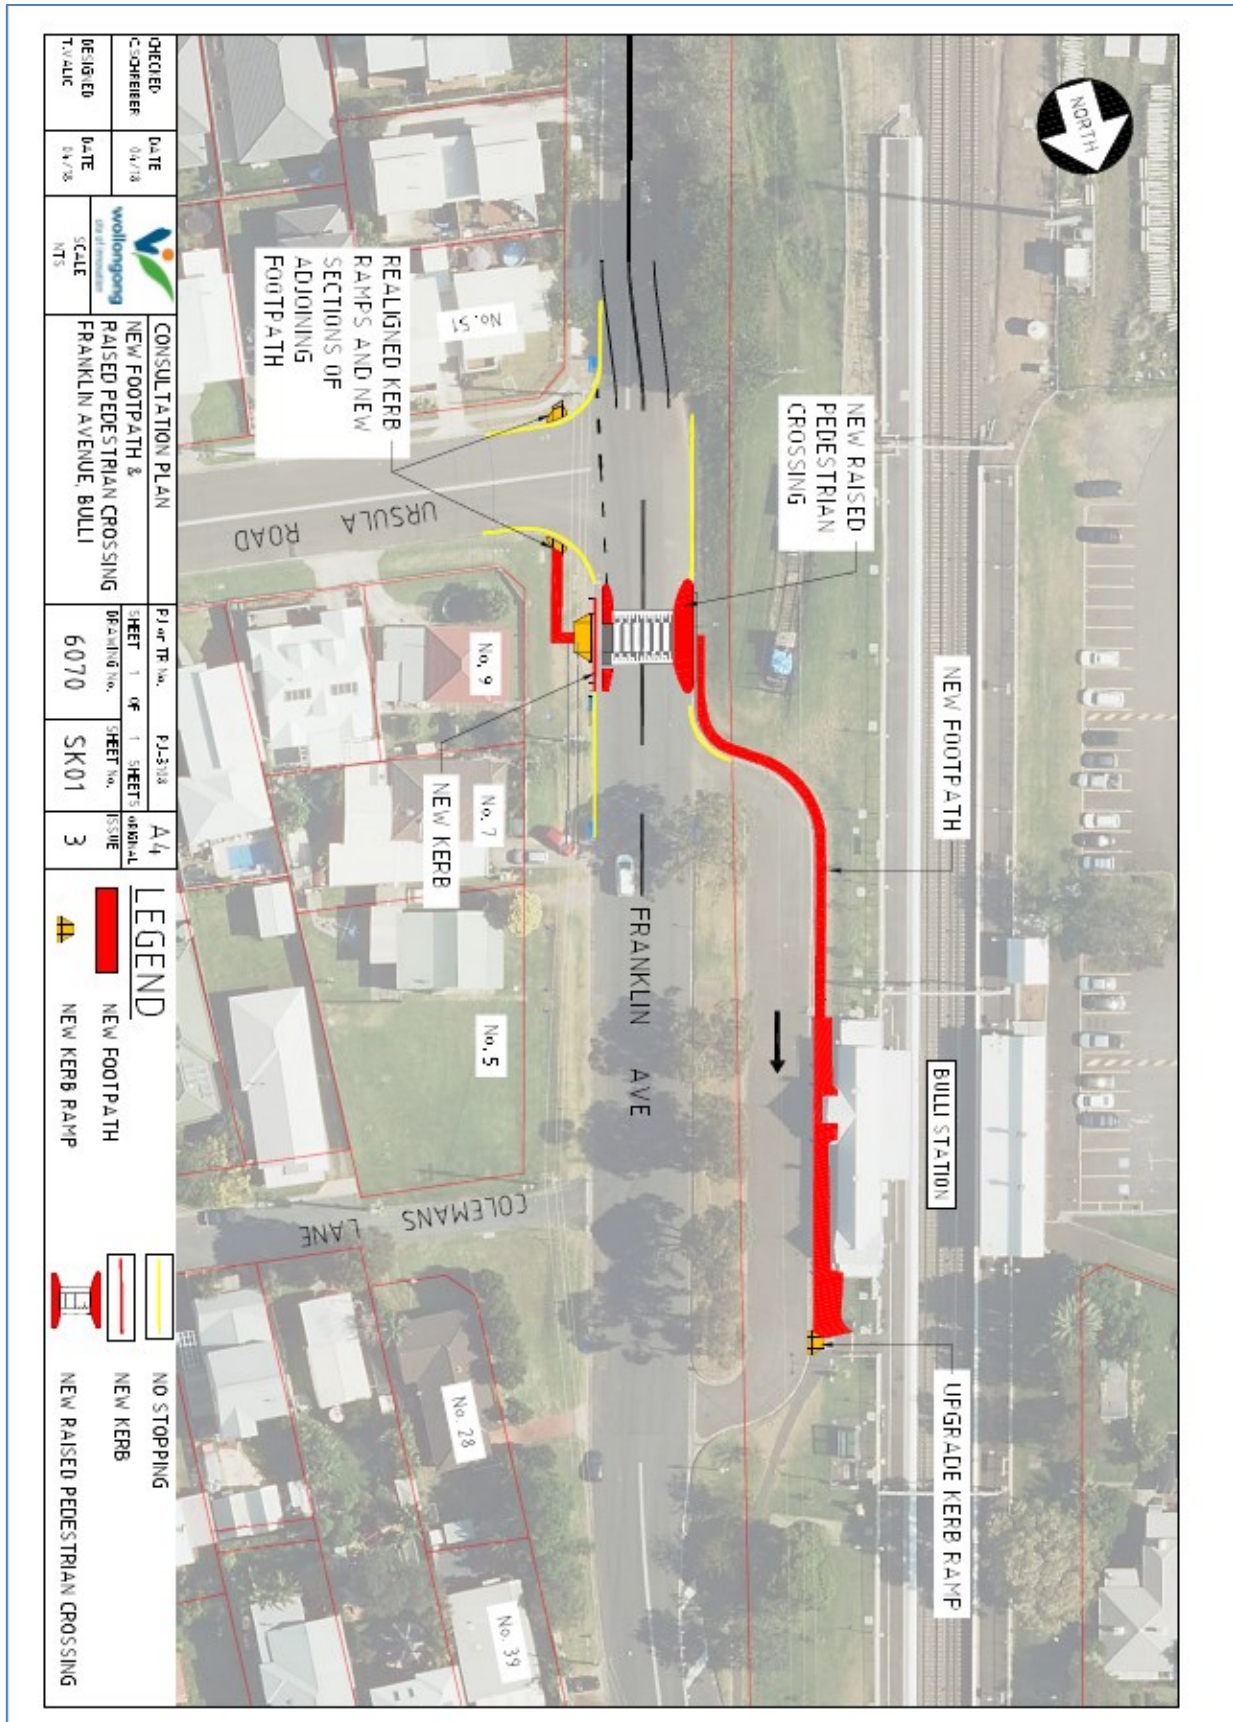 NORTH
NEW RAISED
PEDESTRIAN
CROSSING
NEW FOOTPATH
BULLI STATION
UPGRADE KERB RAMP
REALIGNED KERB
RAMPS AND NEW
SECTIONS OF
ADJOINING
FOOTPATH
No. 51
URSULA ROAD
No. 9
No. 7
NEW KERB
FRANKLIN AVE
No. 5
COLEMANS LANE
No. 28
No. 39
CHECKED
C.SCHREIBER
DATE
04/18
DESIGNED
T.VALIC
DATE
04/18
wollongong
city of innovation
SCALE
NTS
CONSULTATION PLAN
NEW FOOTPATH &
RAISED PEDESTRIAN CROSSING
FRANKLIN AVENUE, BULLI
PJ or TR No.
SHEET 1 OF 1 SHEETS
DRAWING No.
6070
SHEET No.
SK01
A4
ORIGINAL
ISSUE
3
LEGEND
NEW FOOTPATH
NEW KERB RAMP
NO STOPPING
NEW KERB
NEW RAISED PEDESTRIAN CROSSING